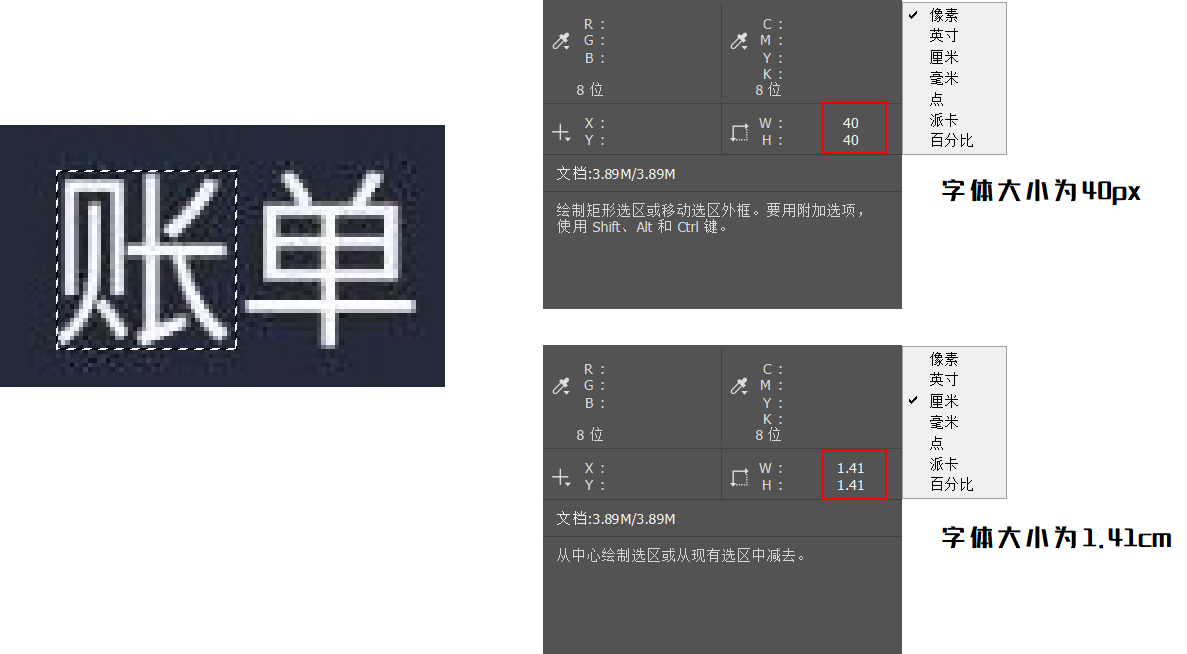 账单
R :
G :
B :
8 位
C :
M :
Y :
K :
8 位
X :
Y :
W : 40
H : 40
文档:3.89M/3.89M
绘制矩形选区或移动选区外框。要用附加选项，
使用 Shift、Alt 和 Ctrl 键。
像素
英寸
厘米
毫米
点
派卡
百分比
字体大小为40px
R :
G :
B :
8 位
C :
M :
Y :
K :
8 位
X :
Y :
W : 1.41
H : 1.41
文档:3.89M/3.89M
从中心绘制选区或从现有选区中减去。
像素
英寸
厘米
毫米
点
派卡
百分比
字体大小为1.41cm